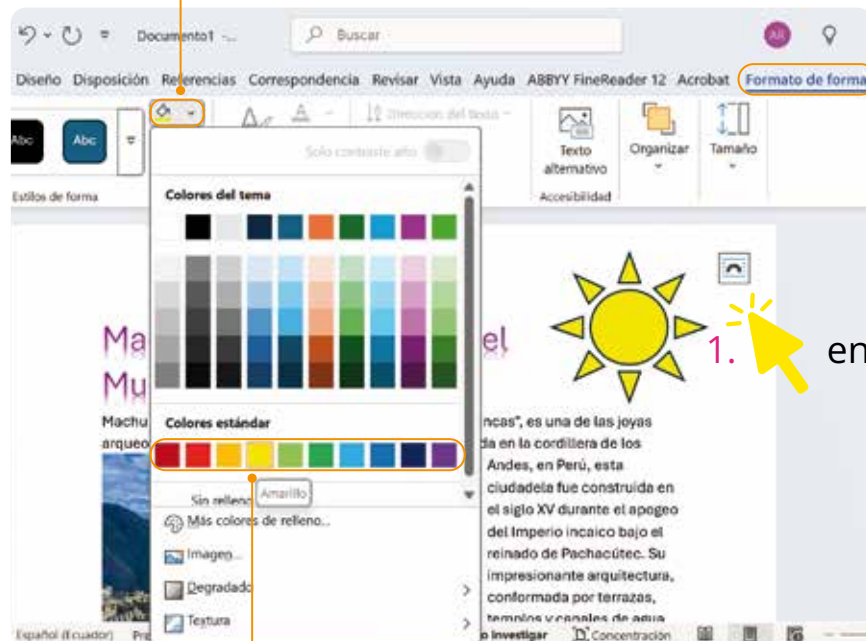 Documento1 -...
Buscar
AR
Diseño Disposición Referencias Correspondencia Revisar Vista Ayuda ABBYY FineReader 12 Acrobat Formato de forma
Abc
Abc
Dirección del texto
Texto alternativo
Organizar
Tamaño
Estilos de forma
Accesibilidad
Solo contraste alto
Colores del tema
Colores estándar
Amarillo
Sin relleno
Más colores de relleno...
Imagen...
Degradado
Textura
Ma
el
Mu
1.
en
Machu
ncas", es una de las joyas
arqueo
da en la cordillera de los
Andes, en Perú, esta
ciudadela fue construida en
el siglo XV durante el apogeo
del Imperio incaico bajo el
reinado de Pachacútec. Su
impresionante arquitectura,
conformada por terrazas,
templos y canales de agua
Español (Ecuador) Pre
o investigar
Concentración